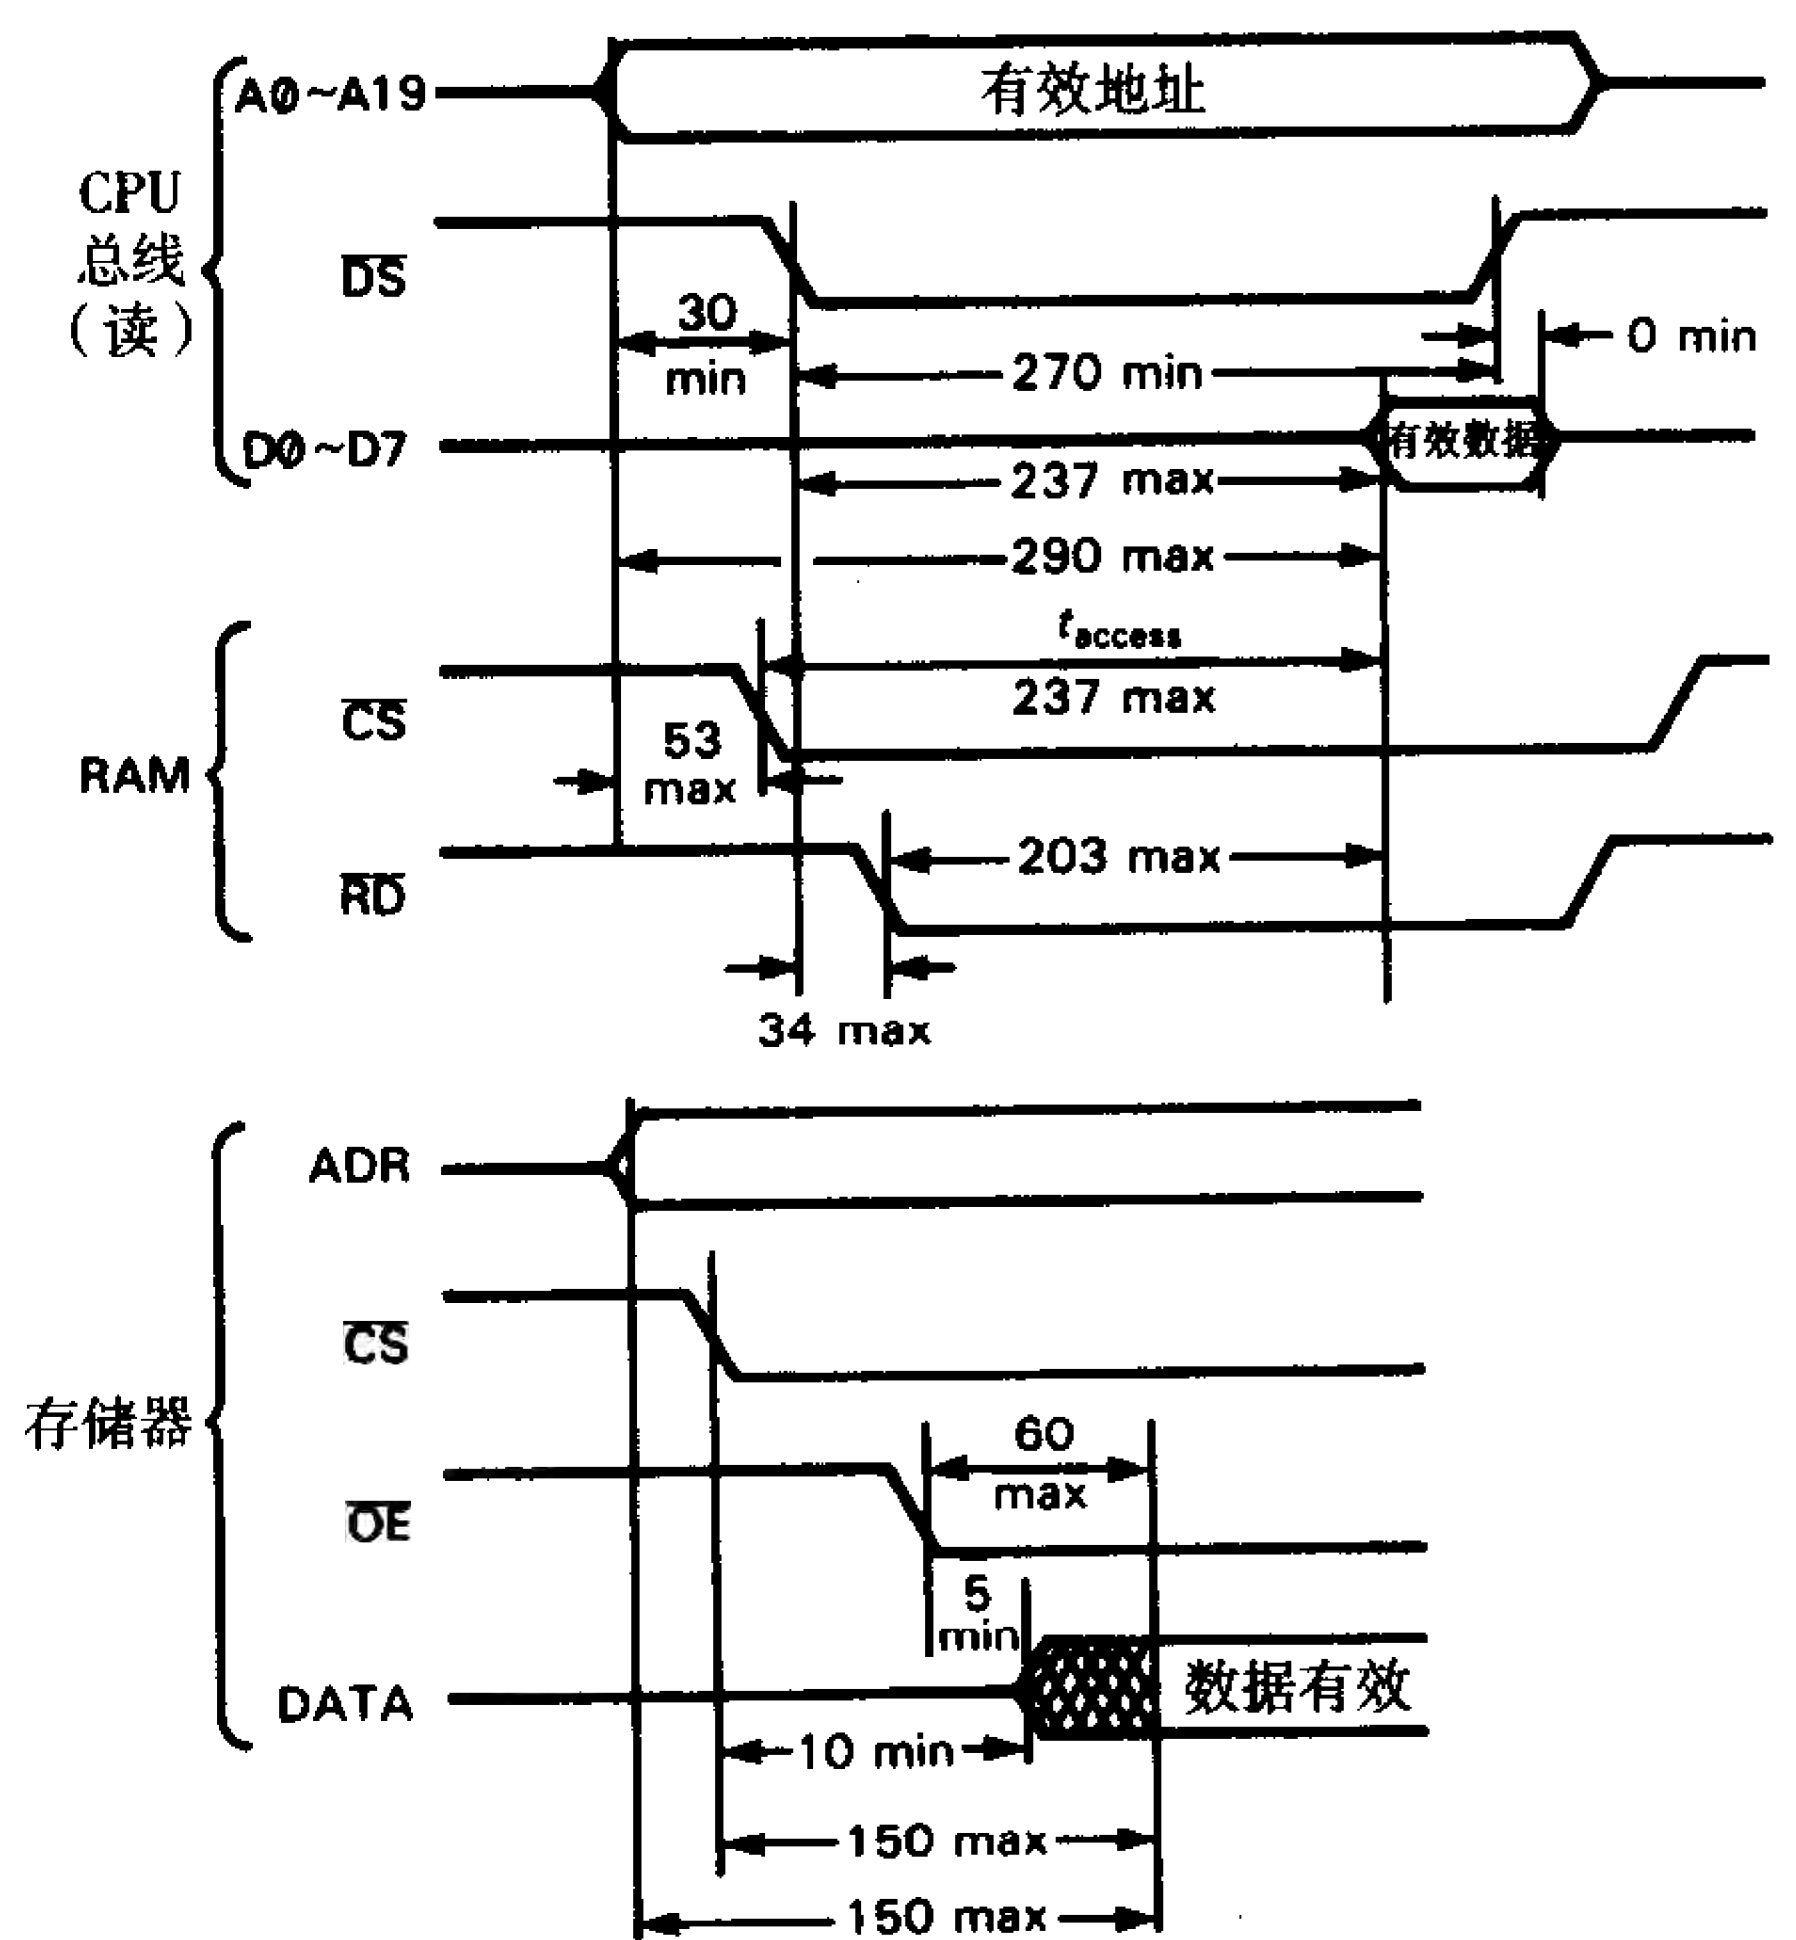 A0~A19
有效地址
CPU
总线
(读)
DS
30
min
0 min
270 min
D0~D7
有效数据
237 max
290 max
taccess
237 max
CS
53
max
RAM
203 max
RD
34 max
ADR
CS
存储器
60
max
OE
5
min
数据有效
DATA
10 min
150 max
150 max